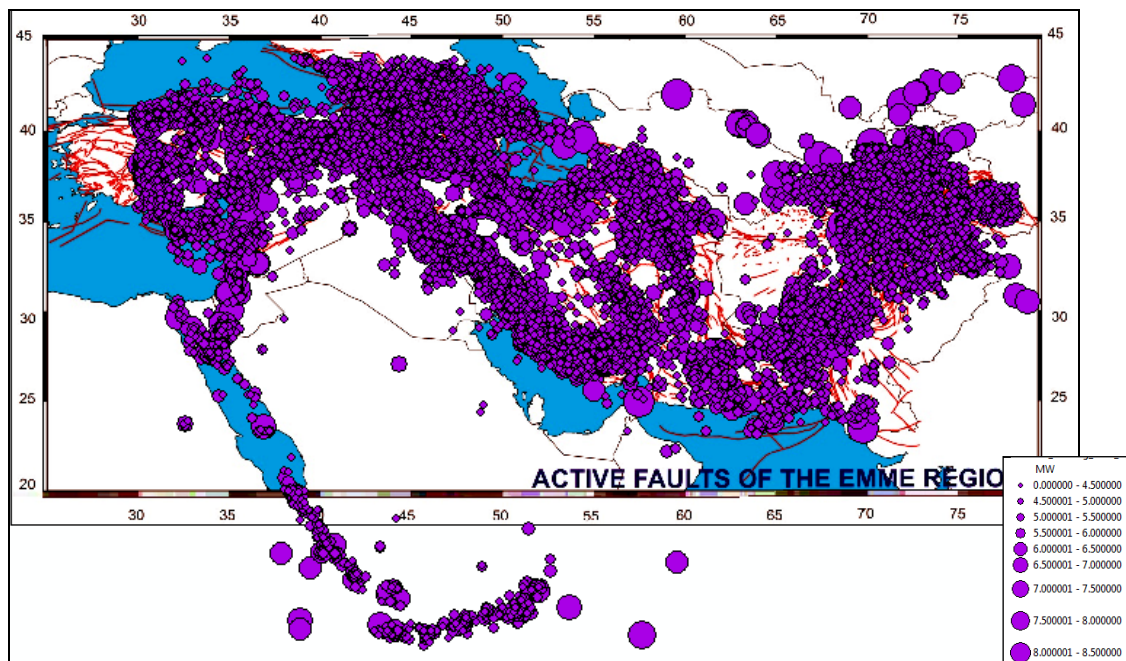 30 35 40 45 50 55 60 65 70 75
45 45
40 40
35 35
30 30
25 25
20
ACTIVE FAULTS OF THE EMME REGIO
30 35 40 45 50 55 60 65 70 75
MW
0.000000 - 4.500000
4.500001 - 5.000000
5.000001 - 5.500000
5.500001 - 6.000000
6.000001 - 6.500000
6.500001 - 7.000000
7.000001 - 7.500000
7.500001 - 8.000000
8.000001 - 8.500000